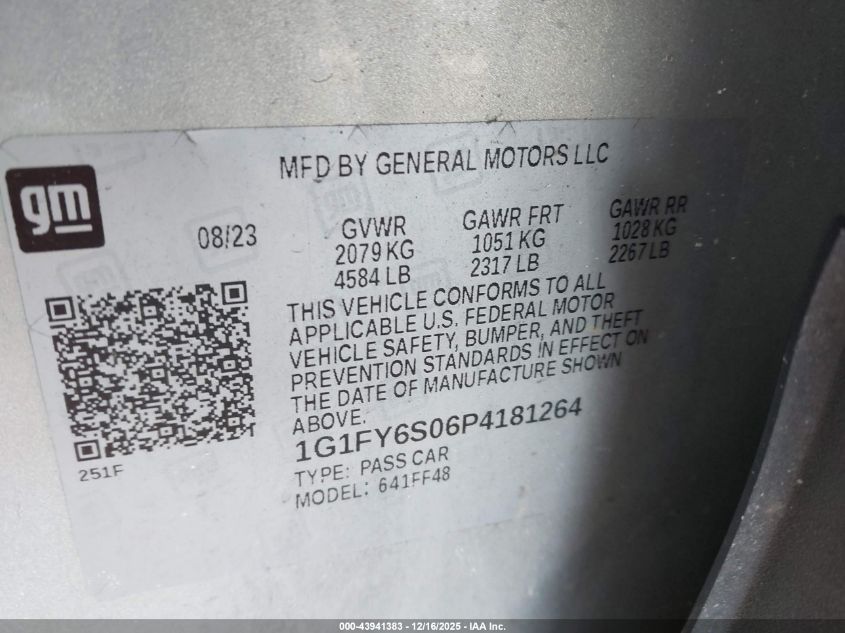 MFD BY GENERAL MOTORS LLC
gm
08/23
GVWR
2079 KG
4584 LB
GAWR FRT
1051 KG
2317 LB
GAWR RR
1028 KG
2267 LB
THIS VEHICLE CONFORMS TO ALL
APPLICABLE U.S. FEDERAL MOTOR
VEHICLE SAFETY, BUMPER, AND THEFT
PREVENTION STANDARDS IN EFFECT ON
THE DATE OF MANUFACTURE SHOWN
ABOVE.
1G1FY6S06P4181264
TYPE: PASS CAR
MODEL: 641FF48
251F
000-43941383 - 12/16/2025 - IAA Inc.